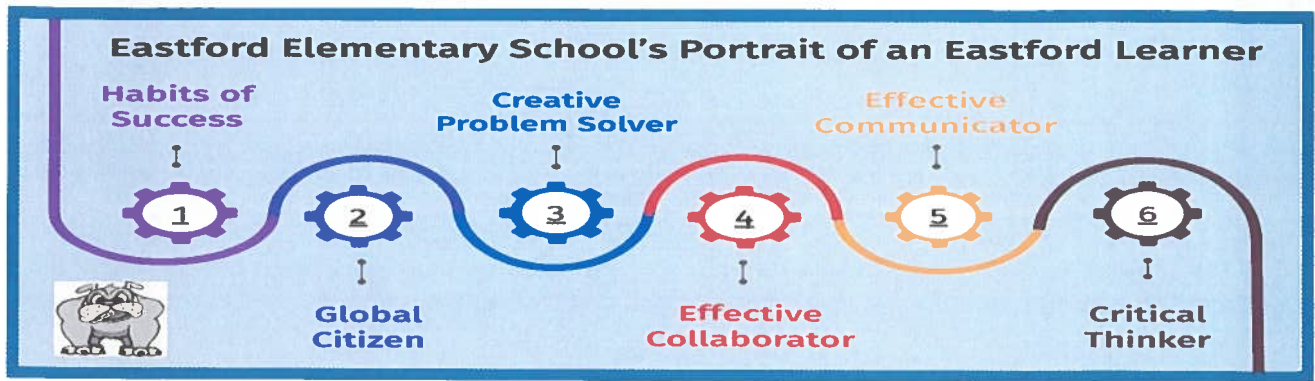 Eastford Elementary School's Portrait of an Eastford Learner
Habits of
Success
1
2
Global
Citizen
Creative
Problem Solver
3
4
Effective
Collaborator
Effective
Communicator
5
6
Critical
Thinker